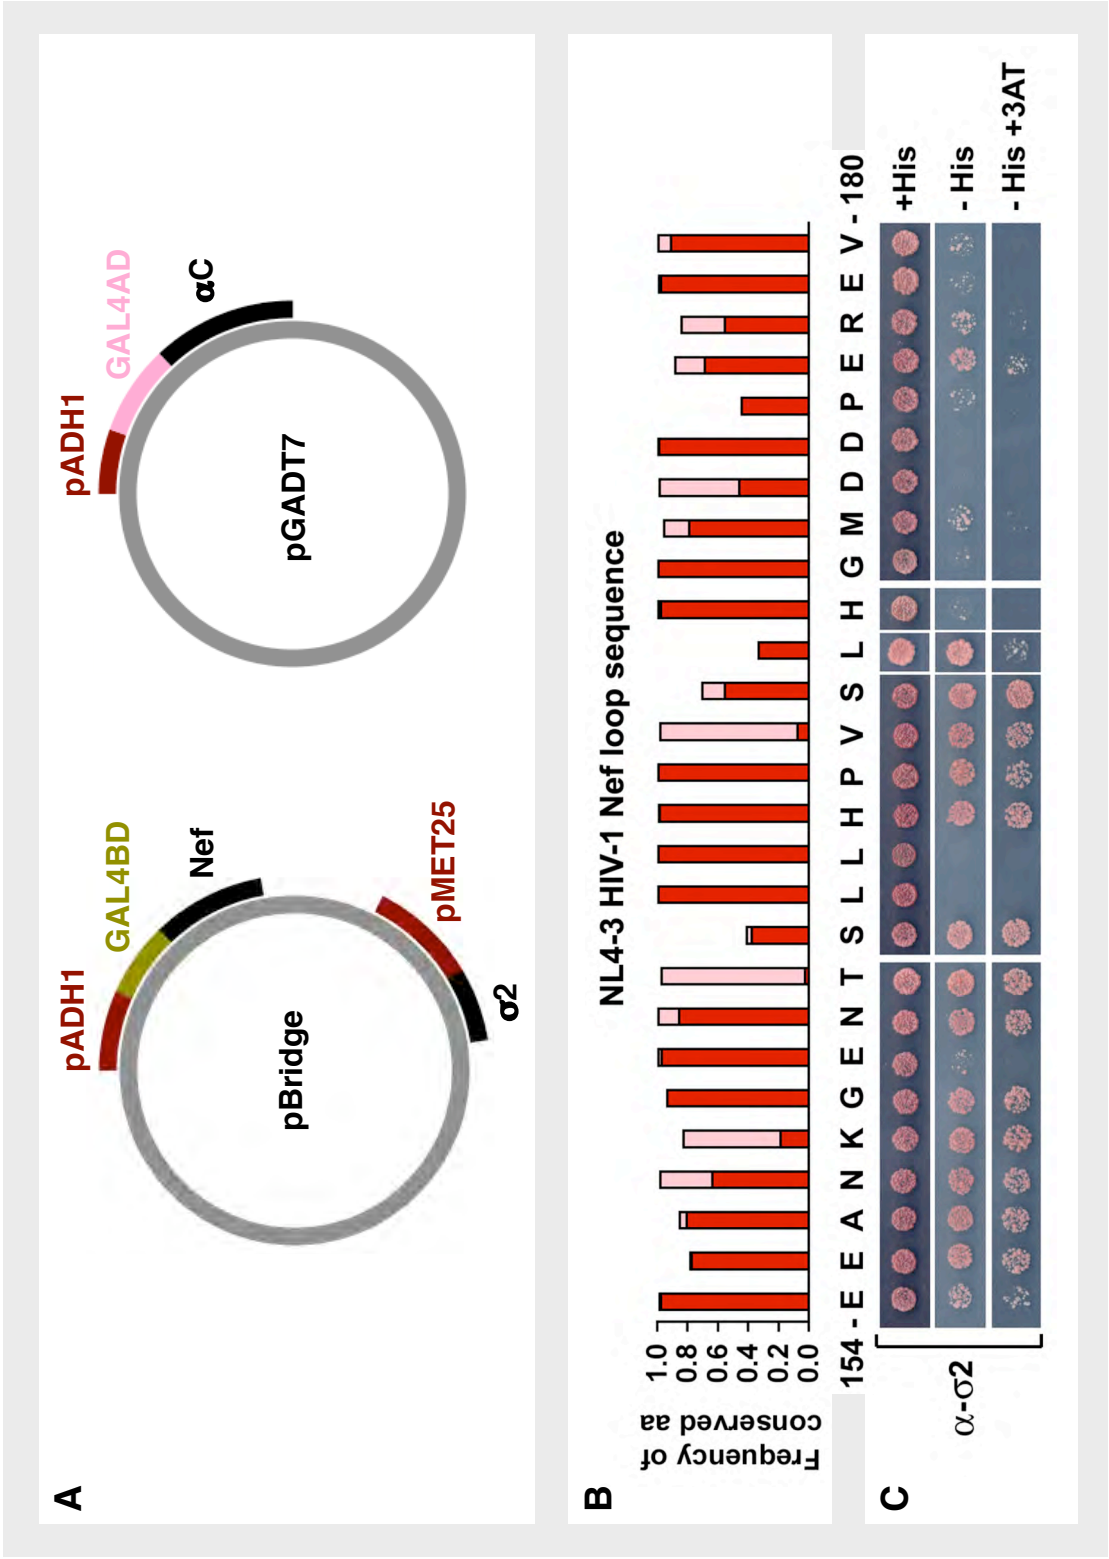 A
pADH1
GAL4BD
Nef
pBridge
pMET25
σ2
pADH1
GAL4AD
αC
pGADT7
B
NL4-3 HIV-1 Nef loop sequence
Frequency of
conserved aa
1.0
0.8
0.6
0.4
0.2
0.0
154 - E E A N K G E N T S L L H P V S L H G M D D P E R E V - 180
C
α-σ2
+His
- His
- His +3AT